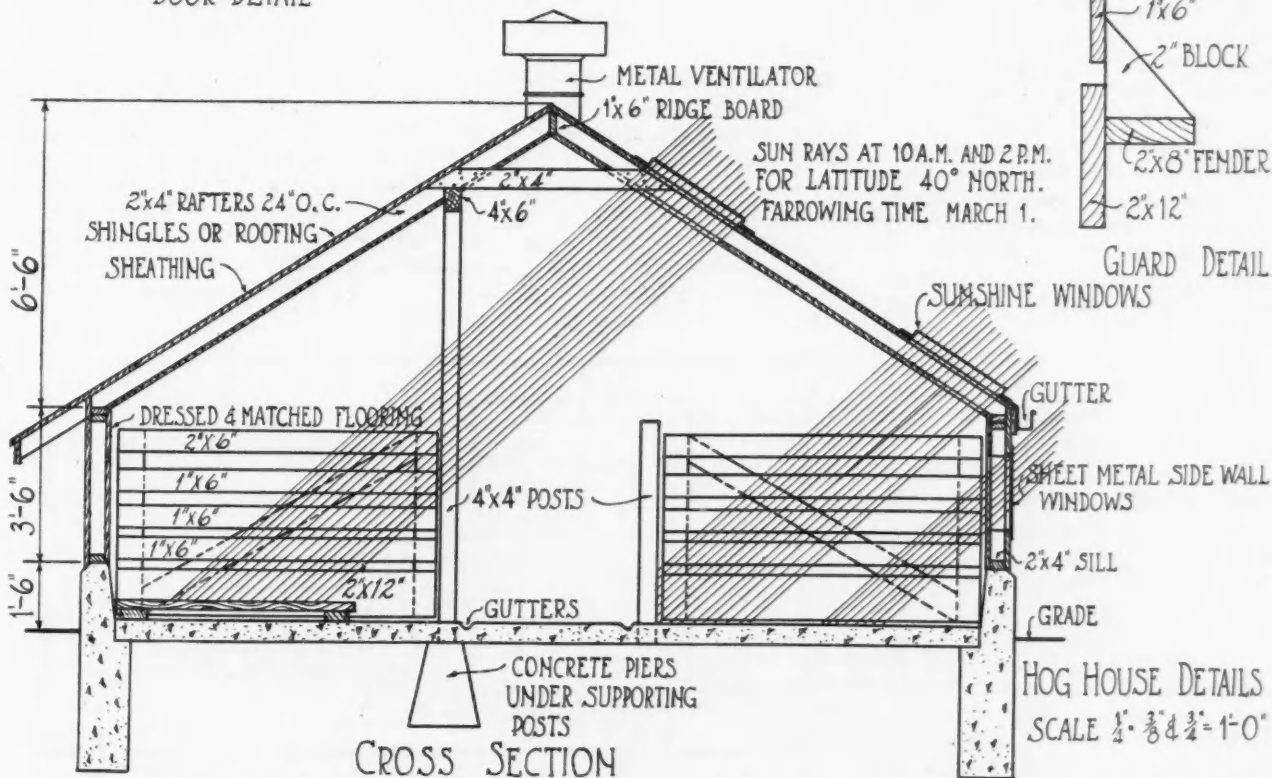 DOOR DETAIL
1"x6"
2" BLOCK
2"x8" FENDER
2"x12"
GUARD DETAIL
METAL VENTILATOR
1"x6" RIDGE BOARD
SUN RAYS AT 10 A.M. AND 2 P.M.
FOR LATITUDE 40° NORTH.
FARROWING TIME MARCH 1.
2"x4"
4"x6"
2"x4" RAFTERS 24" O.C.
SHINGLES OR ROOFING
SHEATHING
6'-6"
SUNSHINE WINDOWS
GUTTER
DRESSED & MATCHED FLOORING
2"x6"
1"x6"
1"x6"
1"x6"
2"x12"
3'-6"
1'-6"
4"x4" POSTS
SHEET METAL SIDE WALL
WINDOWS
2"x4" SILL
GUTTERS
GRADE
CONCRETE PIERS
UNDER SUPPORTING
POSTS
CROSS SECTION
HOG HOUSE DETAILS
SCALE 1/4" - 3/8" & 3/4" = 1'-0"